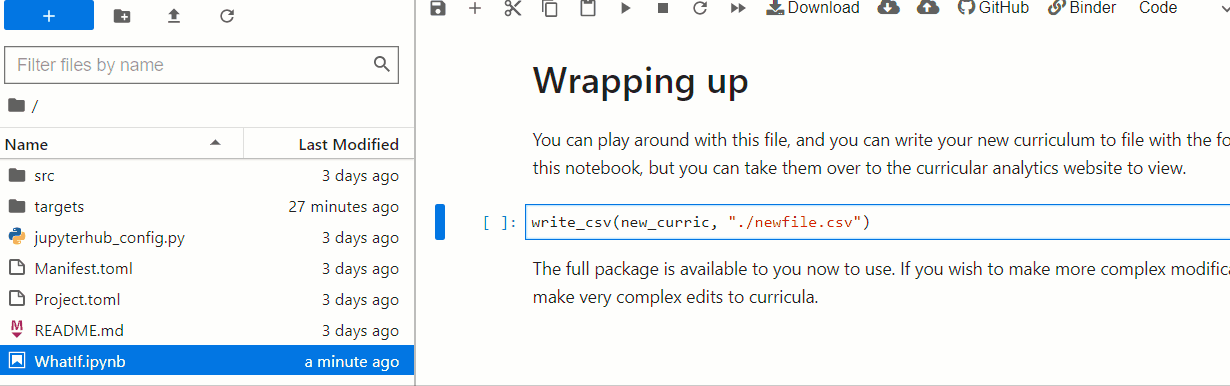 Download GitHub Binder Code
Filter files by name
/
Name Last Modified
src 3 days ago
targets 27 minutes ago
jupyterhub_config.py 3 days ago
Manifest.toml 3 days ago
Project.toml 3 days ago
README.md 3 days ago
WhatIf.ipynb a minute ago
Wrapping up
You can play around with this file, and you can write your new curriculum to file with the fo
this notebook, but you can take them over to the curricular analytics website to view.
[ ]: write_csv(new_curric, "./newfile.csv")
The full package is available to you now to use. If you wish to make more complex modifica
make very complex edits to curricula.